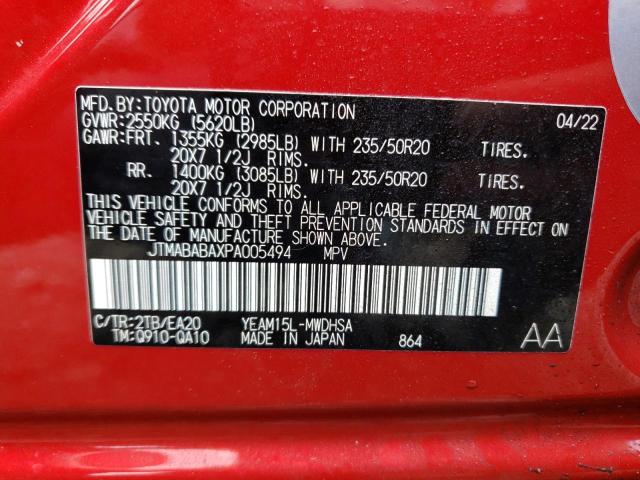 MFD.BY:TOYOTA MOTOR CORPORATION 04/22
GVWR:2550KG (5620LB)
GAWR:FRT. 1355KG (2985LB) WITH 235/50R20 TIRES.
20X7 1/2J RIMS.
RR. 1400KG (3085LB) WITH 235/50R20 TIRES.
20X7 1/2J RIMS.
THIS VEHICLE CONFORMS TO ALL APPLICABLE FEDERAL MOTOR
VEHICLE SAFETY AND THEFT PREVENTION STANDARDS IN EFFECT ON
THE DATE OF MANUFACTURE SHOWN ABOVE.
JTMABABAXPA005494 MPV
C/TR:2TB/EA20 YEAM15L-MWDHSA
TM:Q910-QA10 MADE IN JAPAN 864 AA